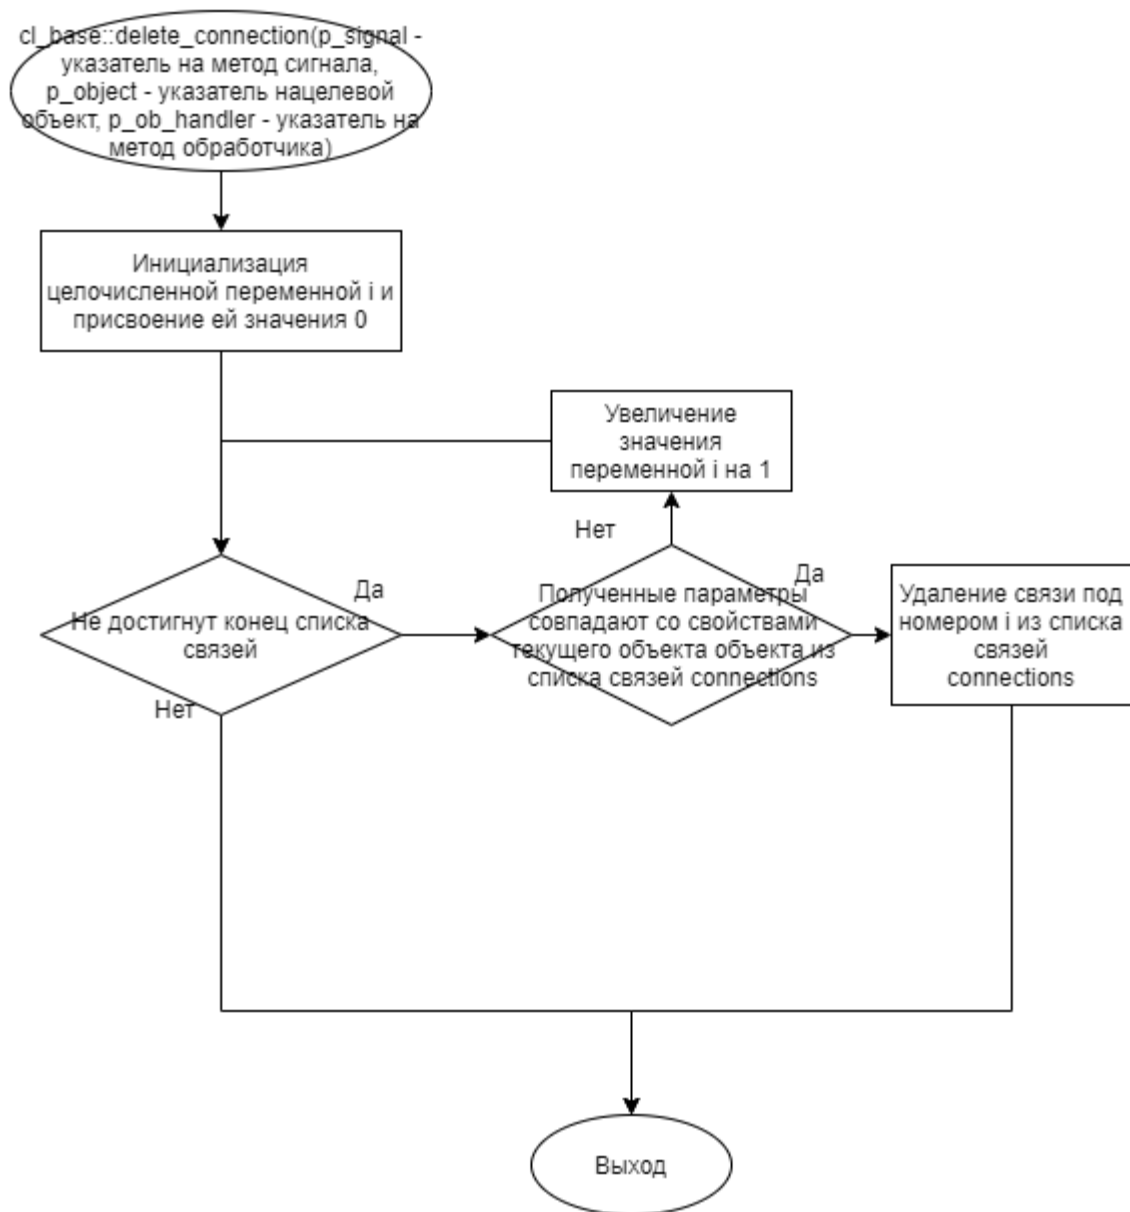 cl_base::delete_connection(p_signal -
указатель на метод сигнала,
p_object - указатель нацелевой
объект, p_ob_handler - указатель на
метод обработчика)
Инициализация
целочисленной переменной i и
присвоение ей значения 0
Увеличение
значения
переменной i на 1
Нет
Да
Не достигнут конец списка
связей
Нет
Да
Полученные параметры
совпадают со свойствами
текущего объекта объекта из
списка связей connections
Удаление связи под
номером i из списка
связей
connections
Выход